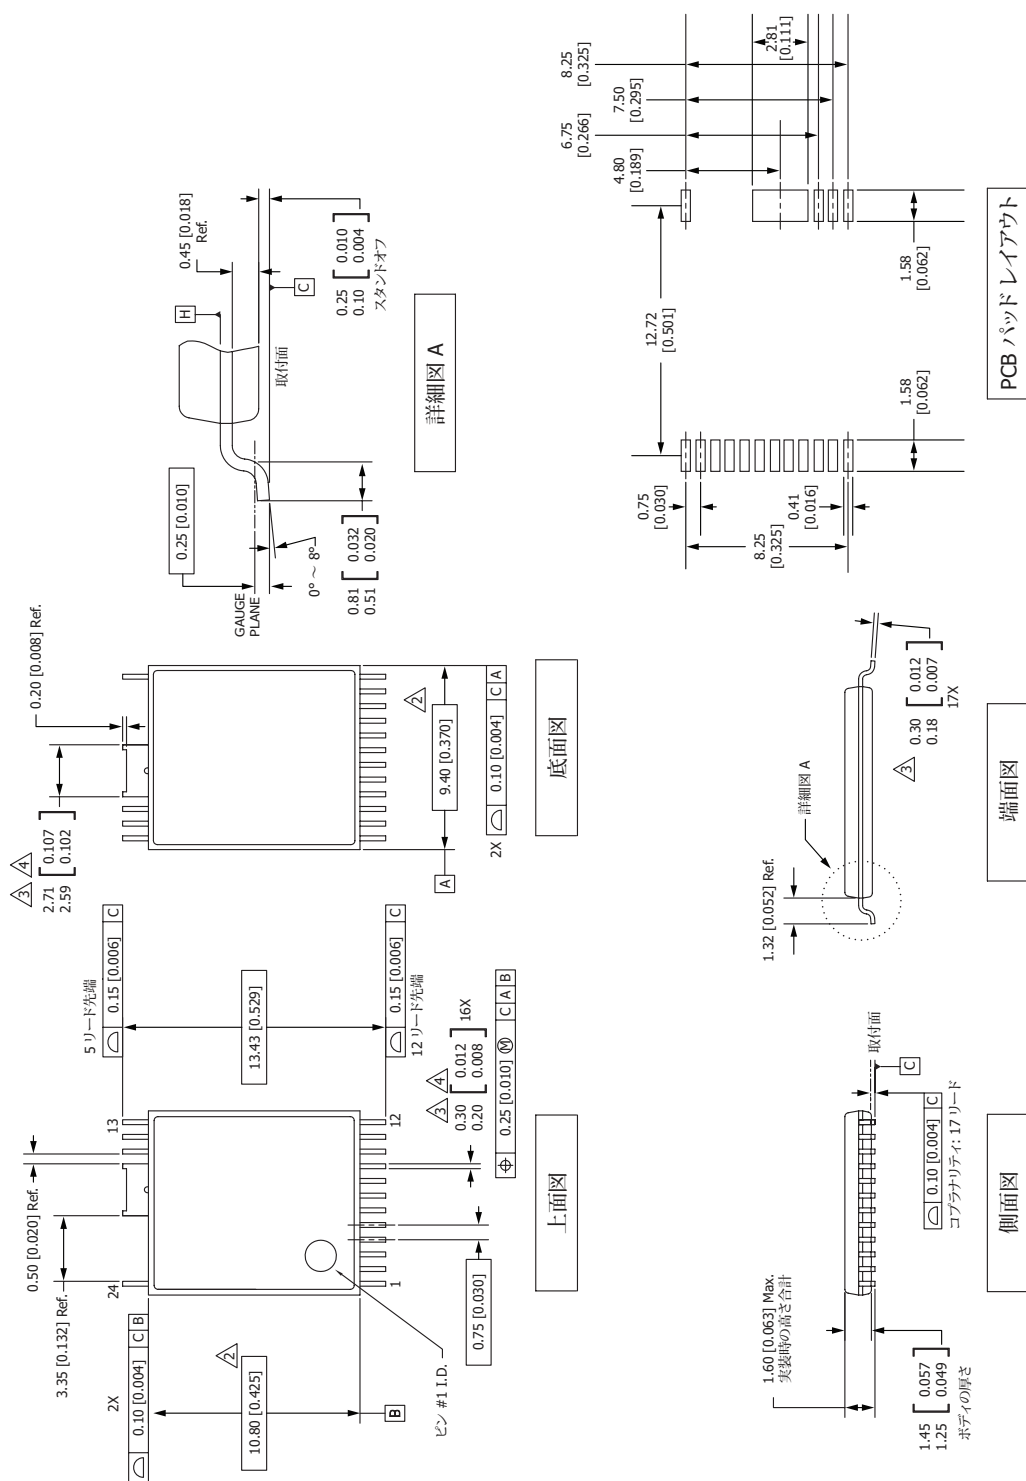 2X
⌓ 0.10 [0.004] C B
3.35 [0.132] Ref.
0.50 [0.020] Ref.
24
13
5 リード先端
⌓ 0.15 [0.006] C
10.80 [0.425]
2
B
ピン #1 I.D.
1
12
0.75 [0.030]
13.43 [0.529]
⌓ 0.15 [0.006] C
12 リード先端
3 4
0.30 [0.012]
0.20 [0.008]
16X
⌖ 0.25 [0.010] Ⓜ C A B
上面図
3 4
2.71 [0.107]
2.59 [0.102]
0.20 [0.008] Ref.
A
9.40 [0.370]
2
2X
⌓ 0.10 [0.004] C A
底面図
GAUGE
PLANE
0.25 [0.010]
H
0.45 [0.018]
Ref.
取付面
0° ~ 8°
0.81 [0.032]
0.51 [0.020]
C
0.25 [0.010]
0.10 [0.004]
スタンドオフ
詳細図 A
1.60 [0.063] Max.
実装時の高さ合計
1.45 [0.057]
1.25 [0.049]
ボディの厚さ
取付面
C
⌓ 0.10 [0.004] C
コプラナリティ: 17 リード
側面図
1.32 [0.052] Ref.
詳細図 A
3
0.30 [0.012]
0.18 [0.007]
17X
端面図
0.75
[0.030]
8.25
[0.325]
0.41
[0.016]
12.72
[0.501]
1.58
[0.062]
4.80
[0.189]
6.75
[0.266]
7.50
[0.295]
8.25
[0.325]
2.81
[0.111]
1.58
[0.062]
PCB パッド レイアウト